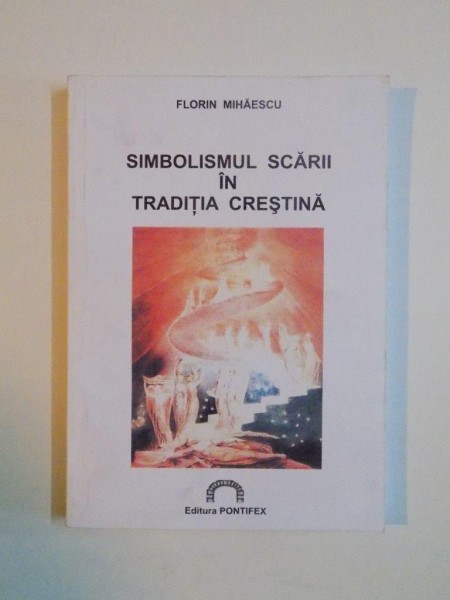 FLORIN MIHĂESCU
SIMBOLISMUL SCĂRII
ÎN
TRADIŢIA CREŞTINĂ
Editura PONTIFEX